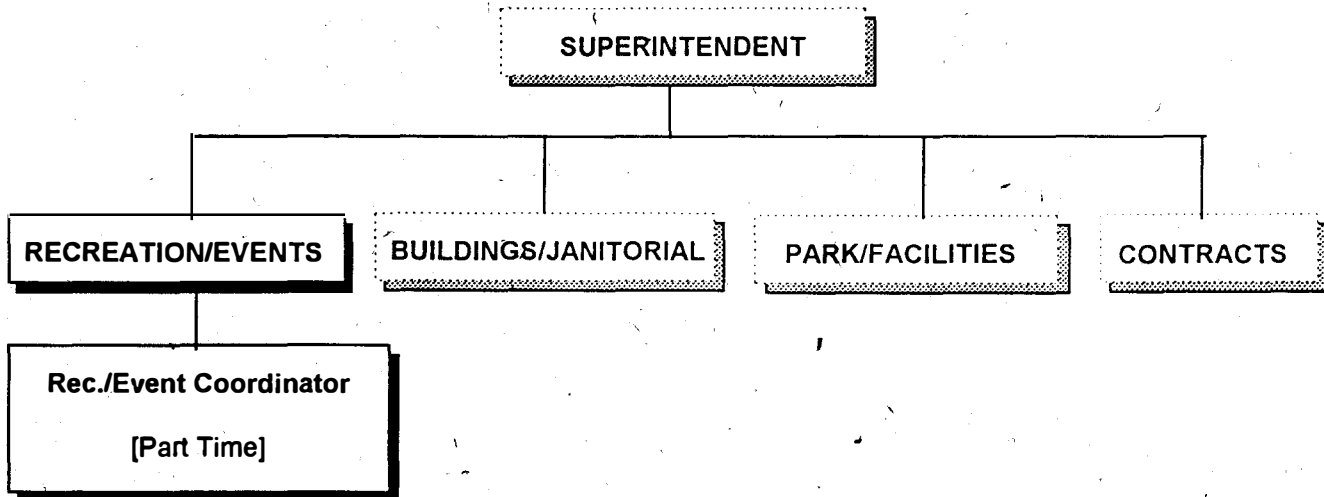 SUPERINTENDENT
RECREATION/EVENTS
BUILDINGS/JANITORIAL
PARK/FACILITIES
CONTRACTS
Rec./Event Coordinator
[Part Time]